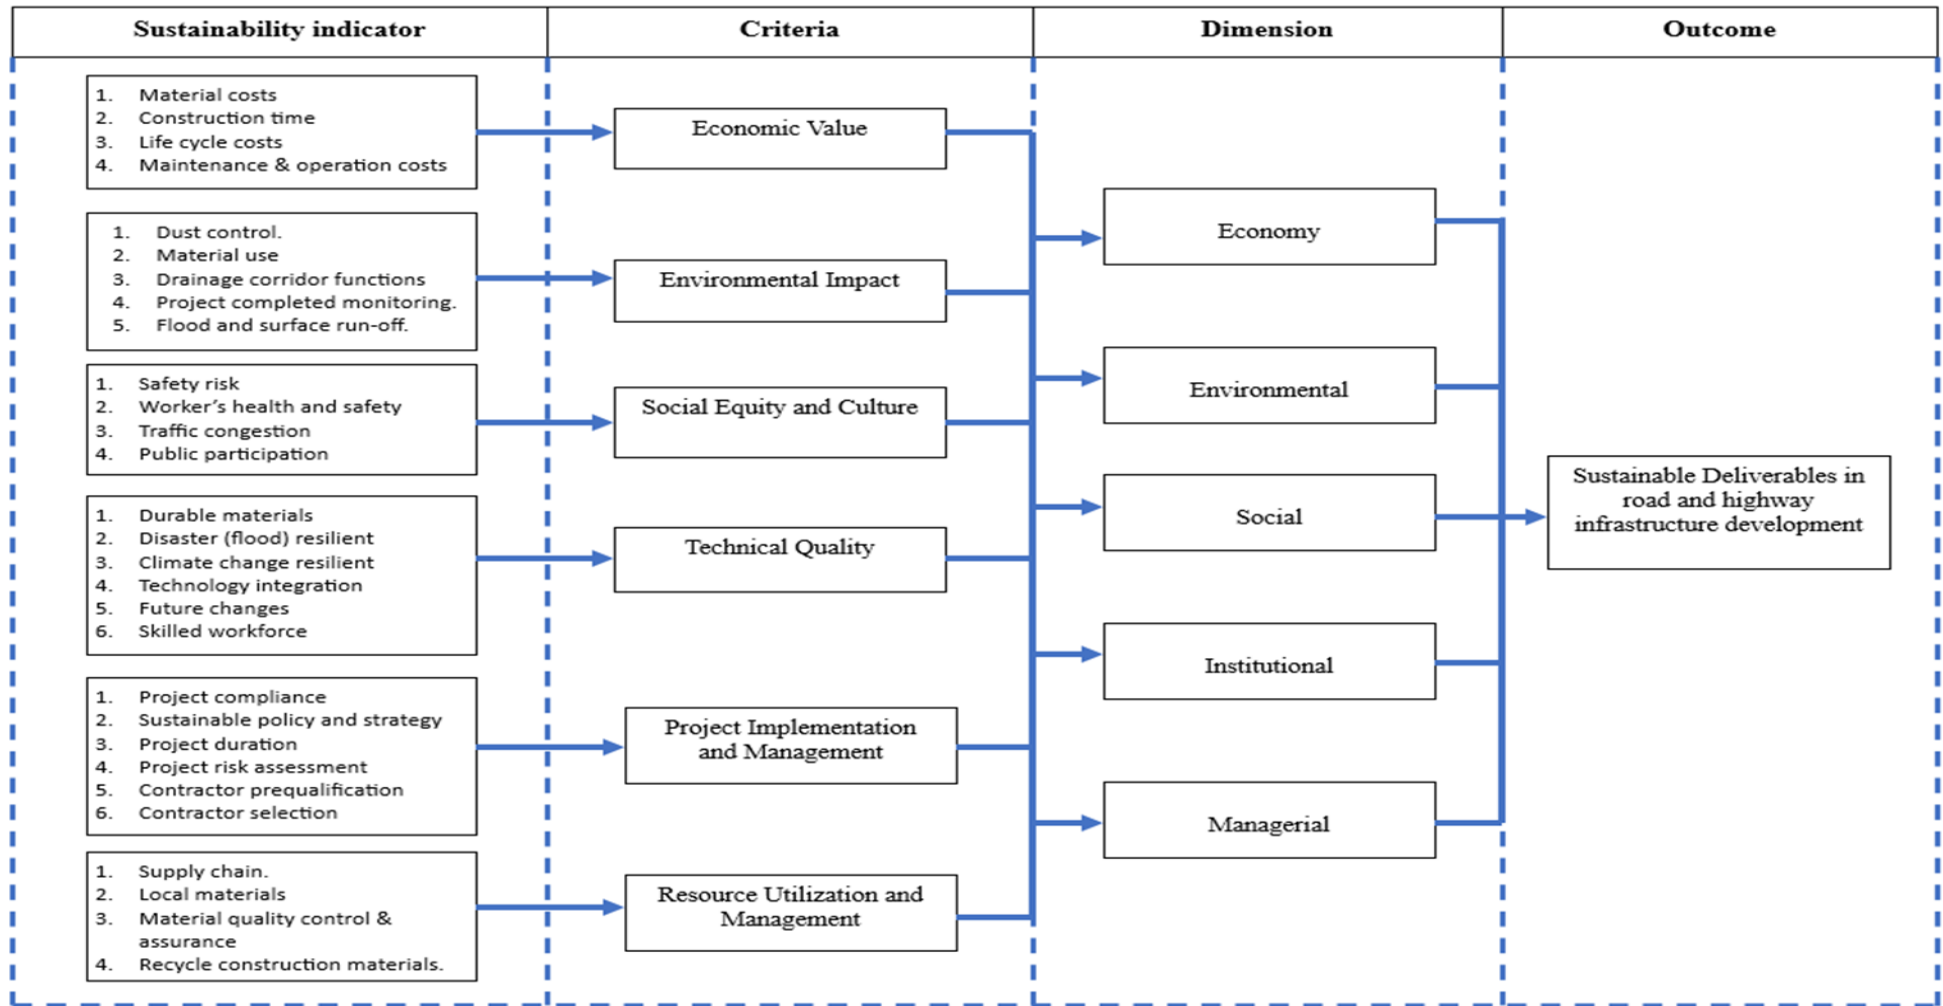 Sustainability indicator
Criteria
Dimension
Outcome
1. Material costs
2. Construction time
3. Life cycle costs
4. Maintenance & operation costs
Economic Value
1. Dust control.
2. Material use
3. Drainage corridor functions
4. Project completed monitoring.
5. Flood and surface run-off.
Environmental Impact
1. Safety risk
2. Worker’s health and safety
3. Traffic congestion
4. Public participation
Social Equity and Culture
1. Durable materials
2. Disaster (flood) resilient
3. Climate change resilient
4. Technology integration
5. Future changes
6. Skilled workforce
Technical Quality
1. Project compliance
2. Sustainable policy and strategy
3. Project duration
4. Project risk assessment
5. Contractor prequalification
6. Contractor selection
Project Implementation
and Management
1. Supply chain.
2. Local materials
3. Material quality control &
assurance
4. Recycle construction materials.
Resource Utilization and
Management
Economy
Environmental
Social
Institutional
Managerial
Sustainable Deliverables in
road and highway
infrastructure development